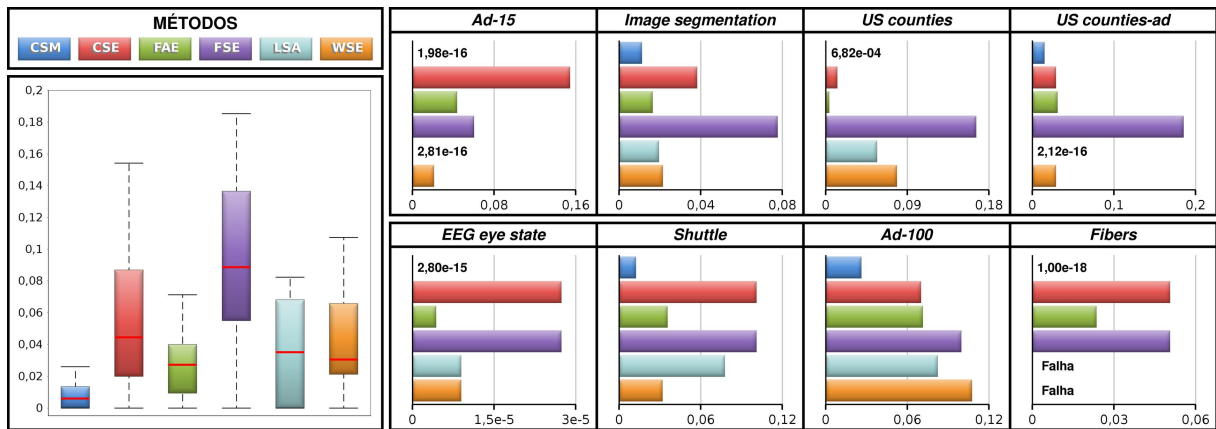 MÉTODOS
CSM CSE FAE FSE LSA WSE
0,2
0,18
0,16
0,14
0,12
0,1
0,08
0,06
0,04
0,02
0
Ad-15
1,98e-16
2,81e-16
0 0,08 0,16
Image segmentation
0 0,04 0,08
US counties
6,82e-04
0 0,09 0,18
US counties-ad
2,12e-16
0 0,1 0,2
EEG eye state
2,80e-15
0 1,5e-5 3e-5
Shuttle
0 0,06 0,12
Ad-100
0 0,06 0,12
Fibers
1,00e-18
Falha
Falha
0 0,03 0,06